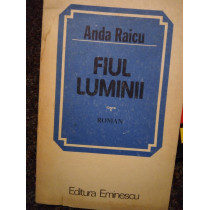 Anda Raicu
FIUL
LUMINII
ROMAN
Editura Eminescu